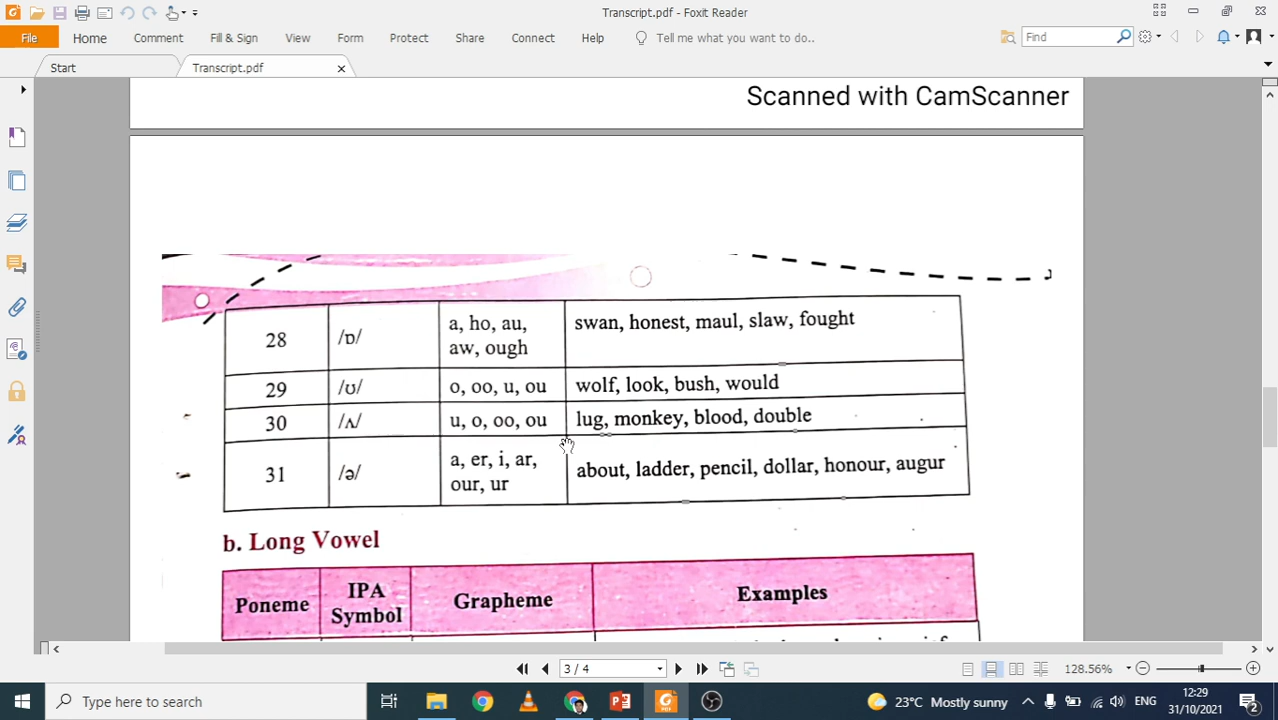 Transcript.pdf - Foxit Reader
File Home Comment Fill & Sign View Form Protect Share Connect Help Tell me what you want to do.. Find
Start Transcript.pdf
Scanned with CamScanner
28 /ɒ/ a, ho, au, swan, honest, maul, slaw, fought
aw, ough
29 /ʊ/ o, oo, u, ou wolf, look, bush, would
30 /ʌ/ u, o, oo, ou lug, monkey, blood, double
31 /ə/ a, er, i, ar, about, ladder, pencil, dollar, honour, augur
our, ur
b. Long Vowel
Poneme IPA Grapheme Examples
Symbol
3 / 4 128.56%
Type here to search 23°C Mostly sunny ENG 12:29
31/10/2021 2